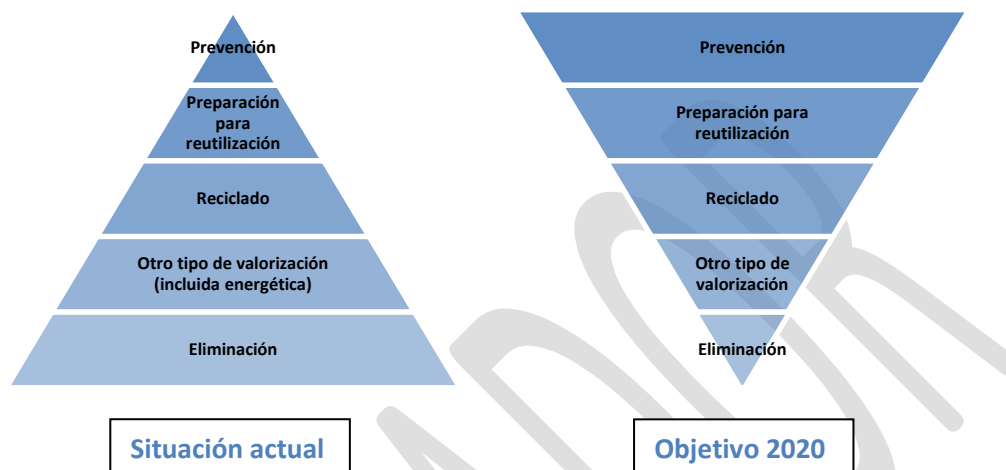 Prevención
Preparación
para
reutilización
Reciclado
Otro tipo de valorización
(incluida energética)
Eliminación
Situación actual
Prevención
Preparación para
reutilización
Reciclado
Otro tipo de
valorización
Eliminación
Objetivo 2020